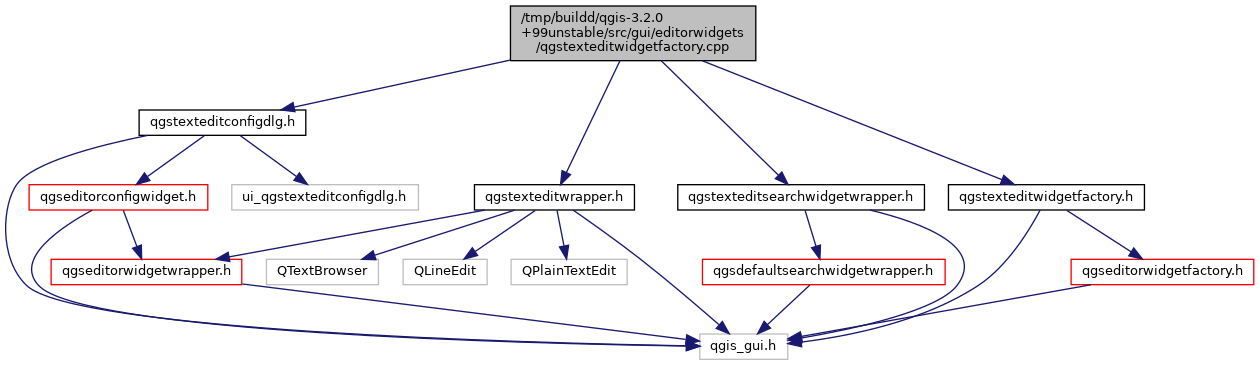 /tmp/buildd/qgis-3.2.0
+99unstable/src/gui/editorwidgets
/qgstexteditwidgetfactory.cpp
qgstexteditconfigdlg.h
qgseditorconfigwidget.h
ui_qgstexteditconfigdlg.h
qgstexteditwrapper.h
qgstexteditsearchwidgetwrapper.h
qgstexteditwidgetfactory.h
qgseditorwidgetwrapper.h
QTextBrowser
QLineEdit
QPlainTextEdit
qgsdefaultsearchwidgetwrapper.h
qgseditorwidgetfactory.h
qgis_gui.h